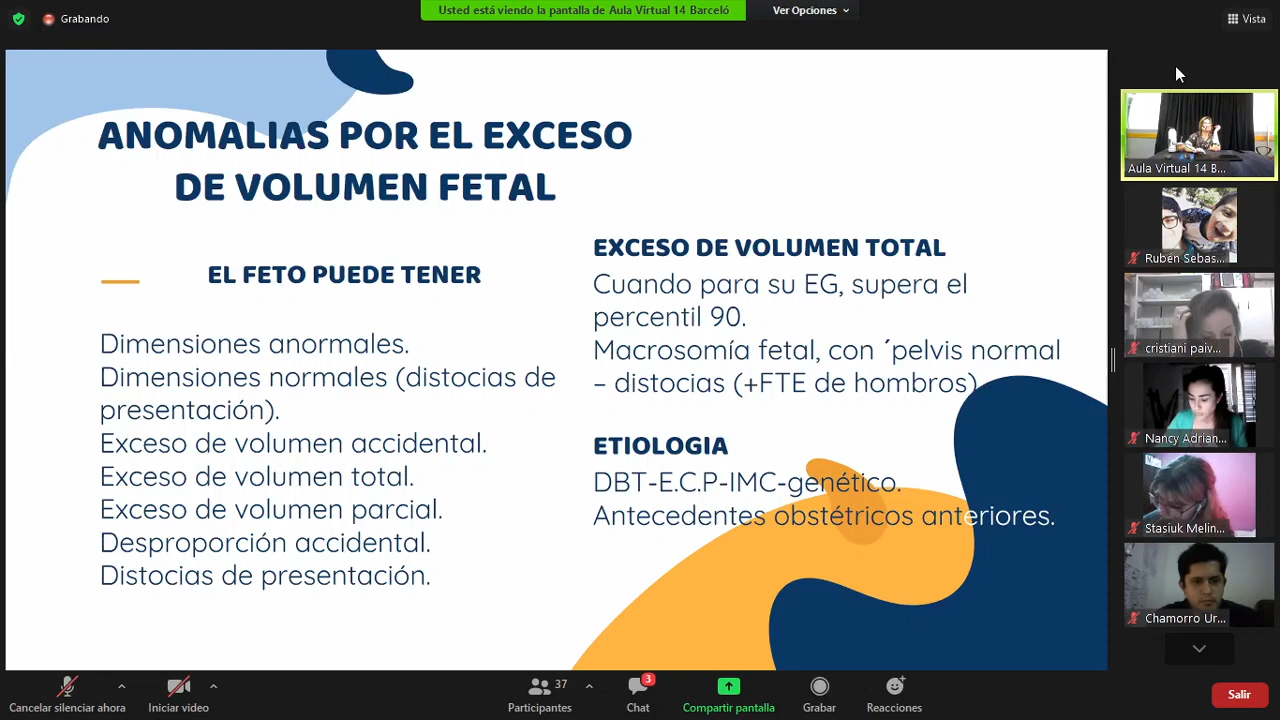 Grabando
Usted está viendo la pantalla de Aula Virtual 14 Barceló
Ver Opciones
Vista
ANOMALIAS POR EL EXCESO
DE VOLUMEN FETAL
EL FETO PUEDE TENER
Dimensiones anormales.
Dimensiones normales (distocias de
presentación).
Exceso de volumen accidental.
Exceso de volumen total.
Exceso de volumen parcial.
Desproporción accidental.
Distocias de presentación.
EXCESO DE VOLUMEN TOTAL
Cuando para su EG, supera el
percentil 90.
Macrosomía fetal, con ´pelvis normal
– distocias (+FTE de hombros)
ETIOLOGIA
DBT-E.C.P-IMC-genético.
Antecedentes obstétricos anteriores.
Aula Virtual 14 B...
Rubén Sebas...
cristiani paiv...
Nancy Adrian...
Stasiuk Melin...
Chamorro Ur...
Cancelar silenciar ahora
Iniciar video
37
Participantes
3
Chat
Compartir pantalla
Grabar
Reacciones
Salir